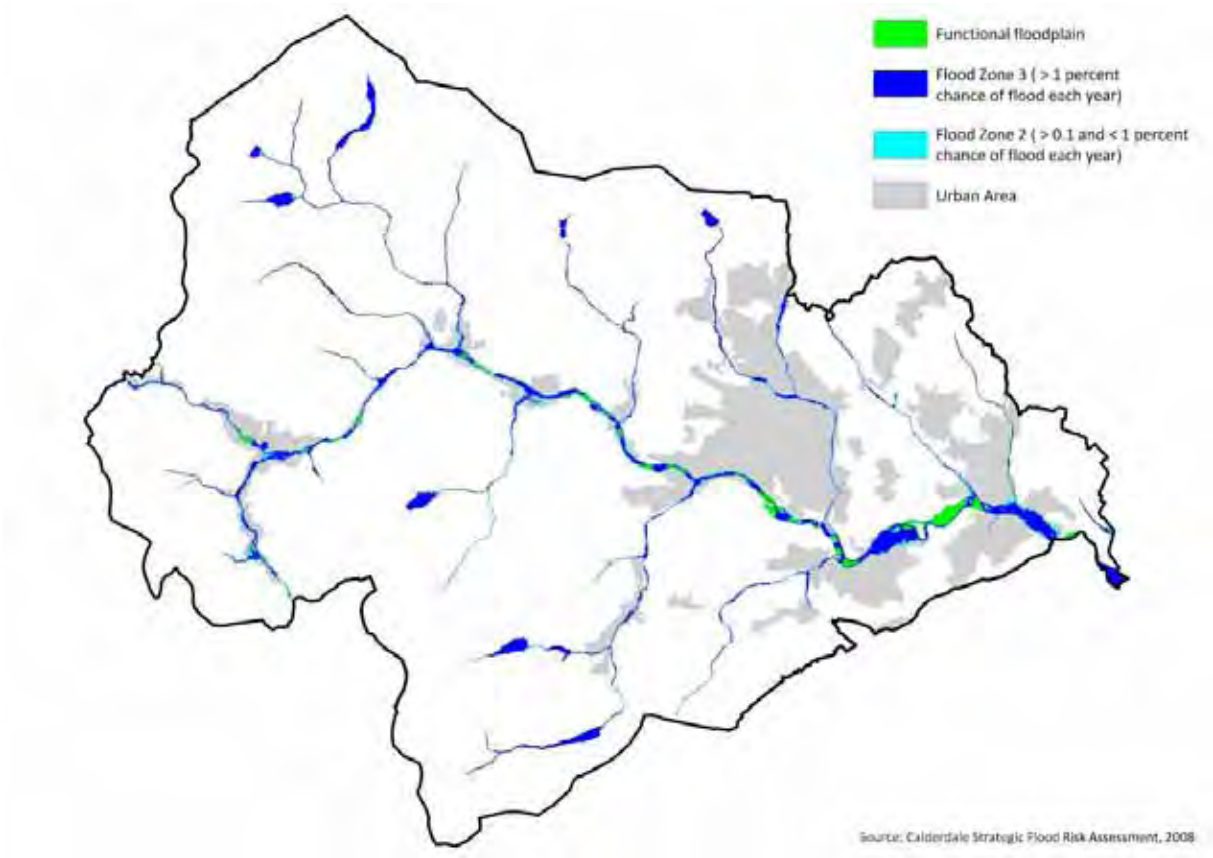 Functional floodplain
Flood Zone 3 ( > 1 percent
chance of flood each year)
Flood Zone 2 ( > 0.1 and < 1 percent
chance of flood each year)
Urban Area
Source: Calderdale Strategic Flood Risk Assessment, 2008